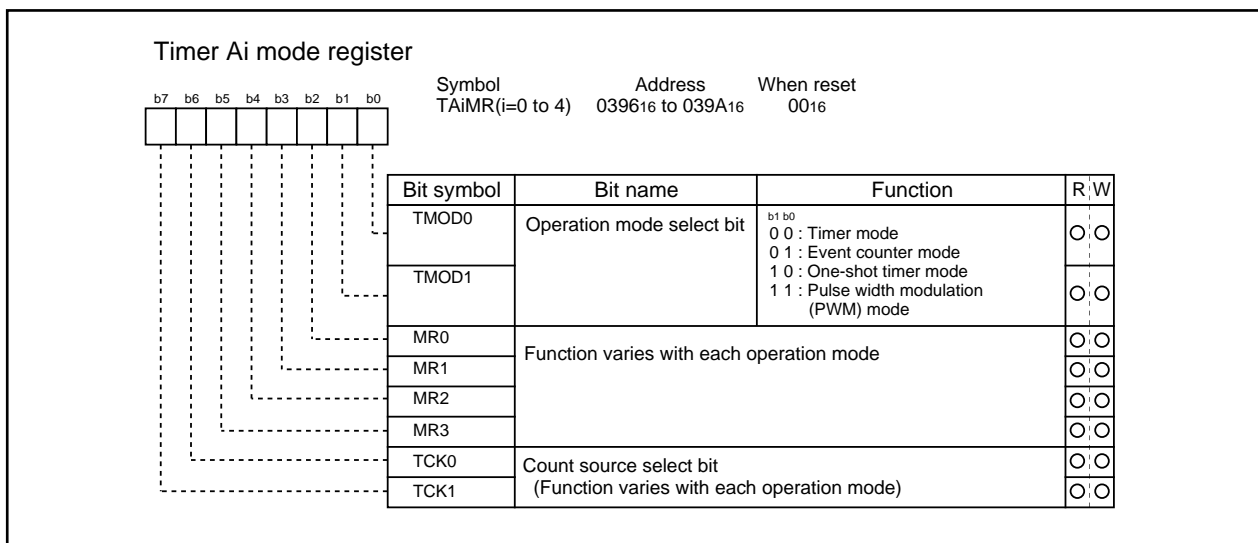 Timer Ai mode register
Symbol Address When reset
TAiMR(i=0 to 4) 039616 to 039A16 0016
b7 b6 b5 b4 b3 b2 b1 b0
Bit symbol Bit name Function R W
TMOD0 Operation mode select bit
b1 b0
0 0 : Timer mode
0 1 : Event counter mode
1 0 : One-shot timer mode
TMOD1
1 1 : Pulse width modulation
(PWM) mode
MR0
Function varies with each operation mode
MR1
MR2
MR3
TCK0
Count source select bit
TCK1 (Function varies with each operation mode)